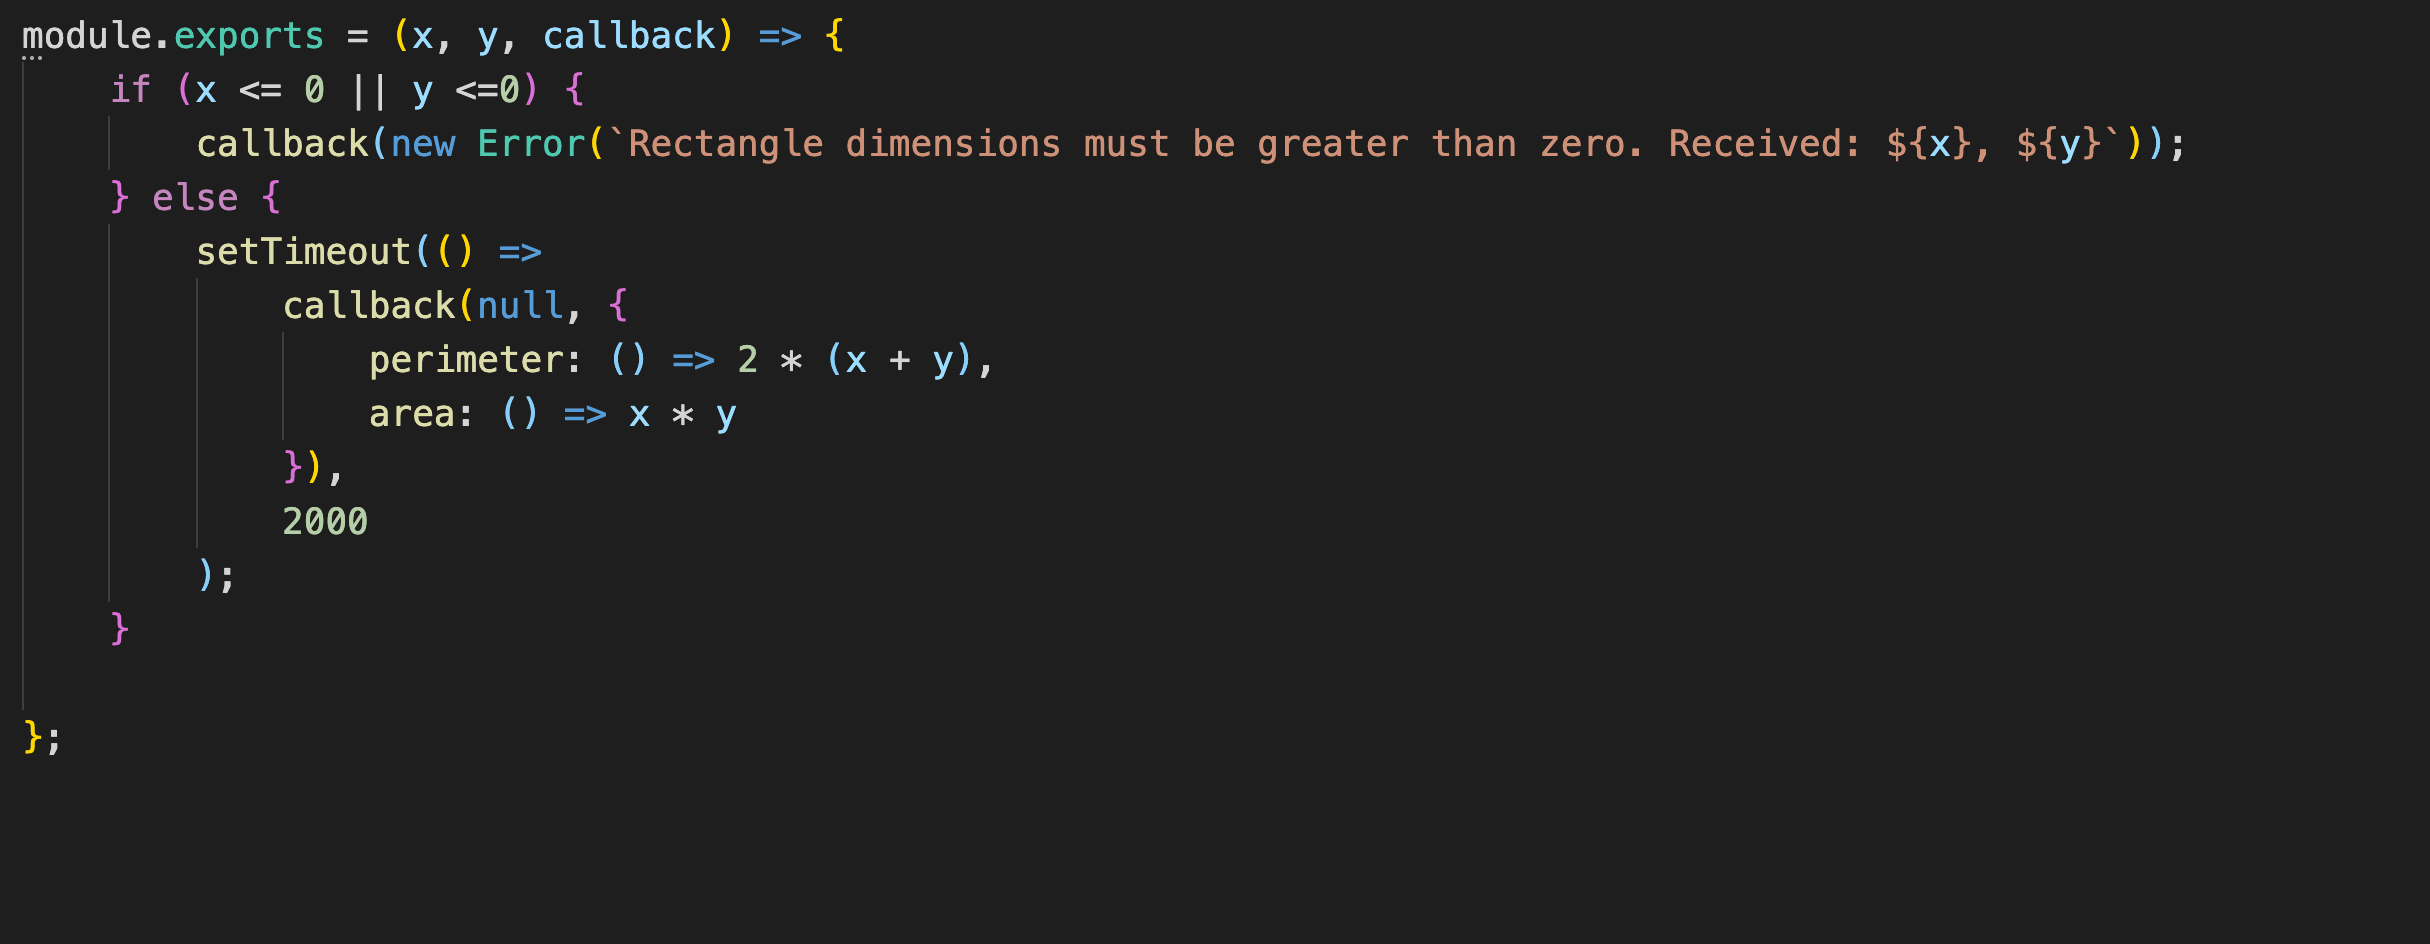 module.exports = (x, y, callback) => {
    if (x <= 0 || y <=0) {
        callback(new Error(`Rectangle dimensions must be greater than zero. Received: ${x}, ${y}`));
    } else {
        setTimeout(() =>
            callback(null, {
                perimeter: () => 2 * (x + y),
                area: () => x * y
            }),
            2000
        );
    }

};